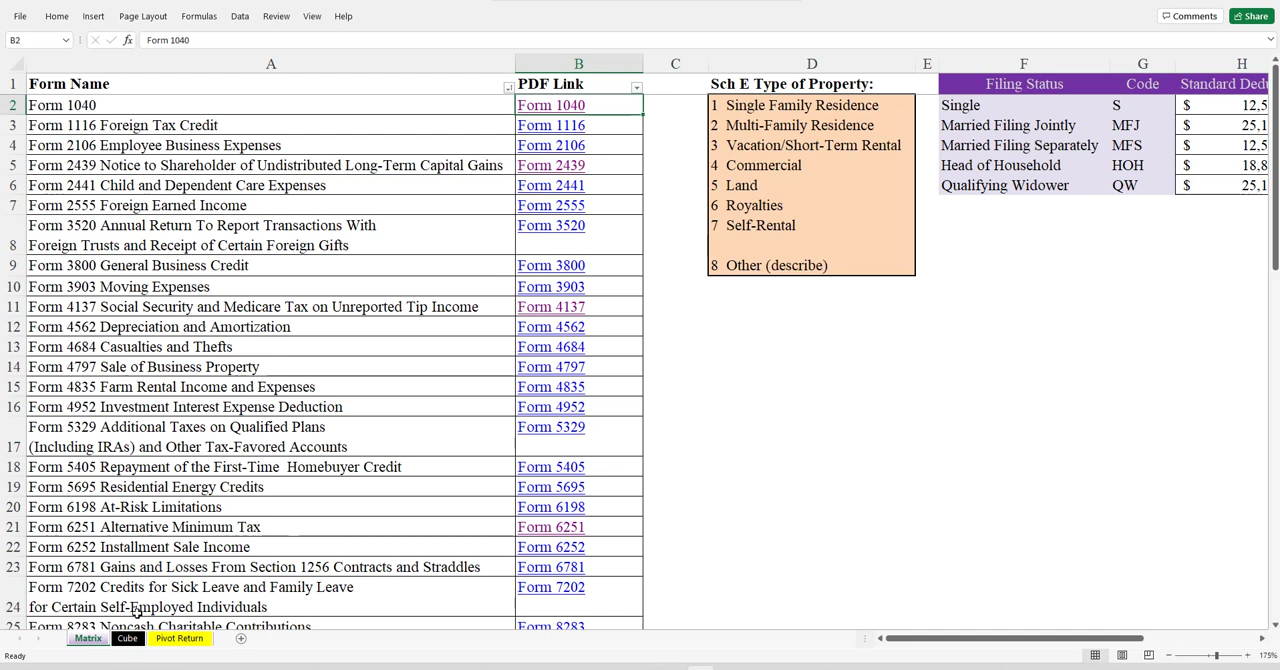 File Home Insert Page Layout Formulas Data Review View Help Comments Share
B2 fx Form 1040
A B C D E F G H
1 Form Name PDF Link Sch E Type of Property: Filing Status Code Standard Dedu
2 Form 1040 Form 1040 1 Single Family Residence Single S $ 12,5
3 Form 1116 Foreign Tax Credit Form 1116 2 Multi-Family Residence Married Filing Jointly MFJ $ 25,1
4 Form 2106 Employee Business Expenses Form 2106 3 Vacation/Short-Term Rental Married Filing Separately MFS $ 12,5
5 Form 2439 Notice to Shareholder of Undistributed Long-Term Capital Gains Form 2439 4 Commercial Head of Household HOH $ 18,8
6 Form 2441 Child and Dependent Care Expenses Form 2441 5 Land Qualifying Widower QW $ 25,1
7 Form 2555 Foreign Earned Income Form 2555 6 Royalties
Form 3520 Annual Return To Report Transactions With Form 3520 7 Self-Rental
8 Foreign Trusts and Receipt of Certain Foreign Gifts
9 Form 3800 General Business Credit Form 3800 8 Other (describe)
10 Form 3903 Moving Expenses Form 3903
11 Form 4137 Social Security and Medicare Tax on Unreported Tip Income Form 4137
12 Form 4562 Depreciation and Amortization Form 4562
13 Form 4684 Casualties and Thefts Form 4684
14 Form 4797 Sale of Business Property Form 4797
15 Form 4835 Farm Rental Income and Expenses Form 4835
16 Form 4952 Investment Interest Expense Deduction Form 4952
Form 5329 Additional Taxes on Qualified Plans Form 5329
17 (Including IRAs) and Other Tax-Favored Accounts
18 Form 5405 Repayment of the First-Time Homebuyer Credit Form 5405
19 Form 5695 Residential Energy Credits Form 5695
20 Form 6198 At-Risk Limitations Form 6198
21 Form 6251 Alternative Minimum Tax Form 6251
22 Form 6252 Installment Sale Income Form 6252
23 Form 6781 Gains and Losses From Section 1256 Contracts and Straddles Form 6781
Form 7202 Credits for Sick Leave and Family Leave Form 7202
24 for Certain Self-Employed Individuals
25 Form 8283 Noncash Charitable Contributions Form 8283
Matrix Cube Pivot Return
Ready 175%